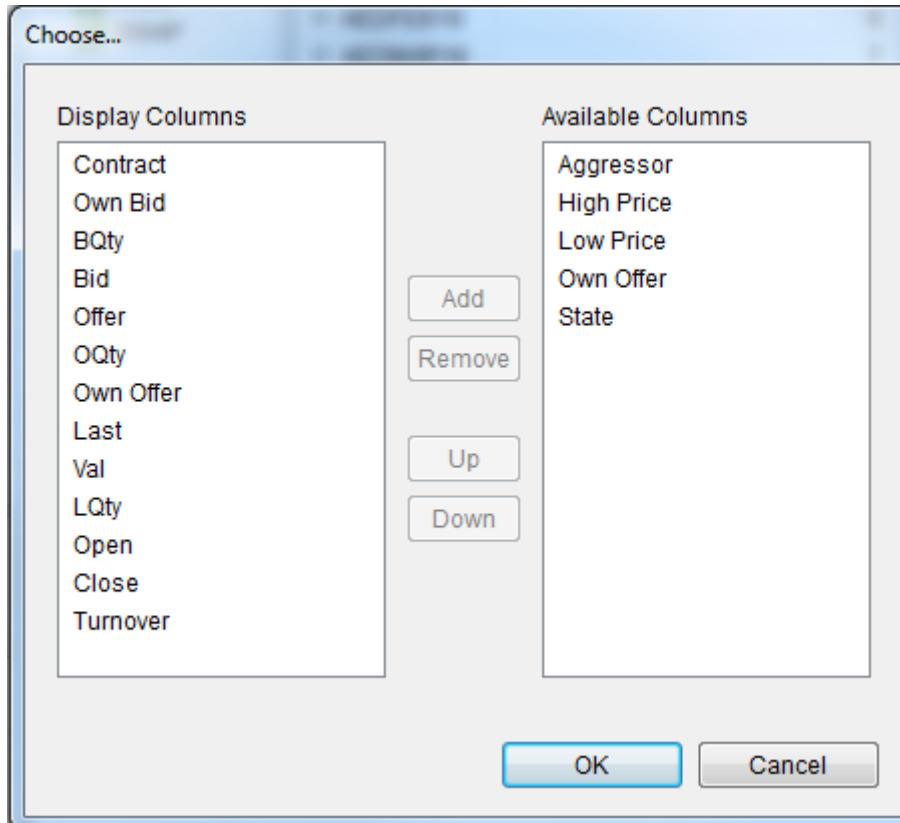 Choose...
Display Columns
Contract
Own Bid
BQty
Bid
Offer
OQty
Own Offer
Last
Val
LQty
Open
Close
Turnover
Add
Remove
Up
Down
Available Columns
Aggressor
High Price
Low Price
Own Offer
State
OK
Cancel